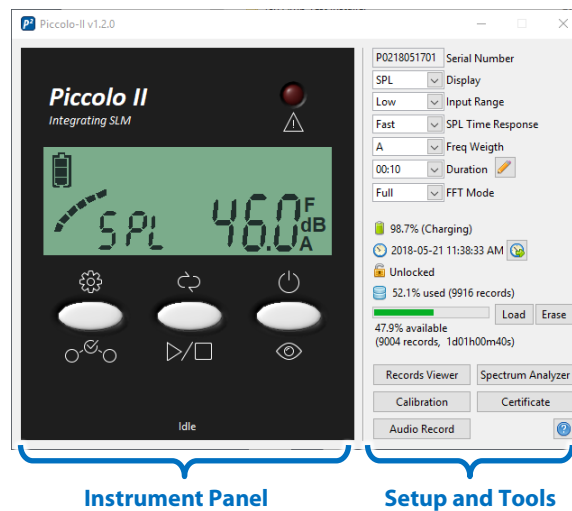 P² Piccolo-II v1.2.0
Piccolo II
Integrating SLM
SPL 46.0 F
dB
A
Idle
P0218051701 Serial Number
SPL Display
Low Input Range
Fast SPL Time Response
A Freq Weigth
00:10 Duration
Full FFT Mode
98.7% (Charging)
2018-05-21 11:38:33 AM
Unlocked
52.1% used (9916 records)
Load Erase
47.9% available
(9004 records, 1d01h00m40s)
Records Viewer Spectrum Analyzer
Calibration Certificate
Audio Record ?
Instrument Panel
Setup and Tools